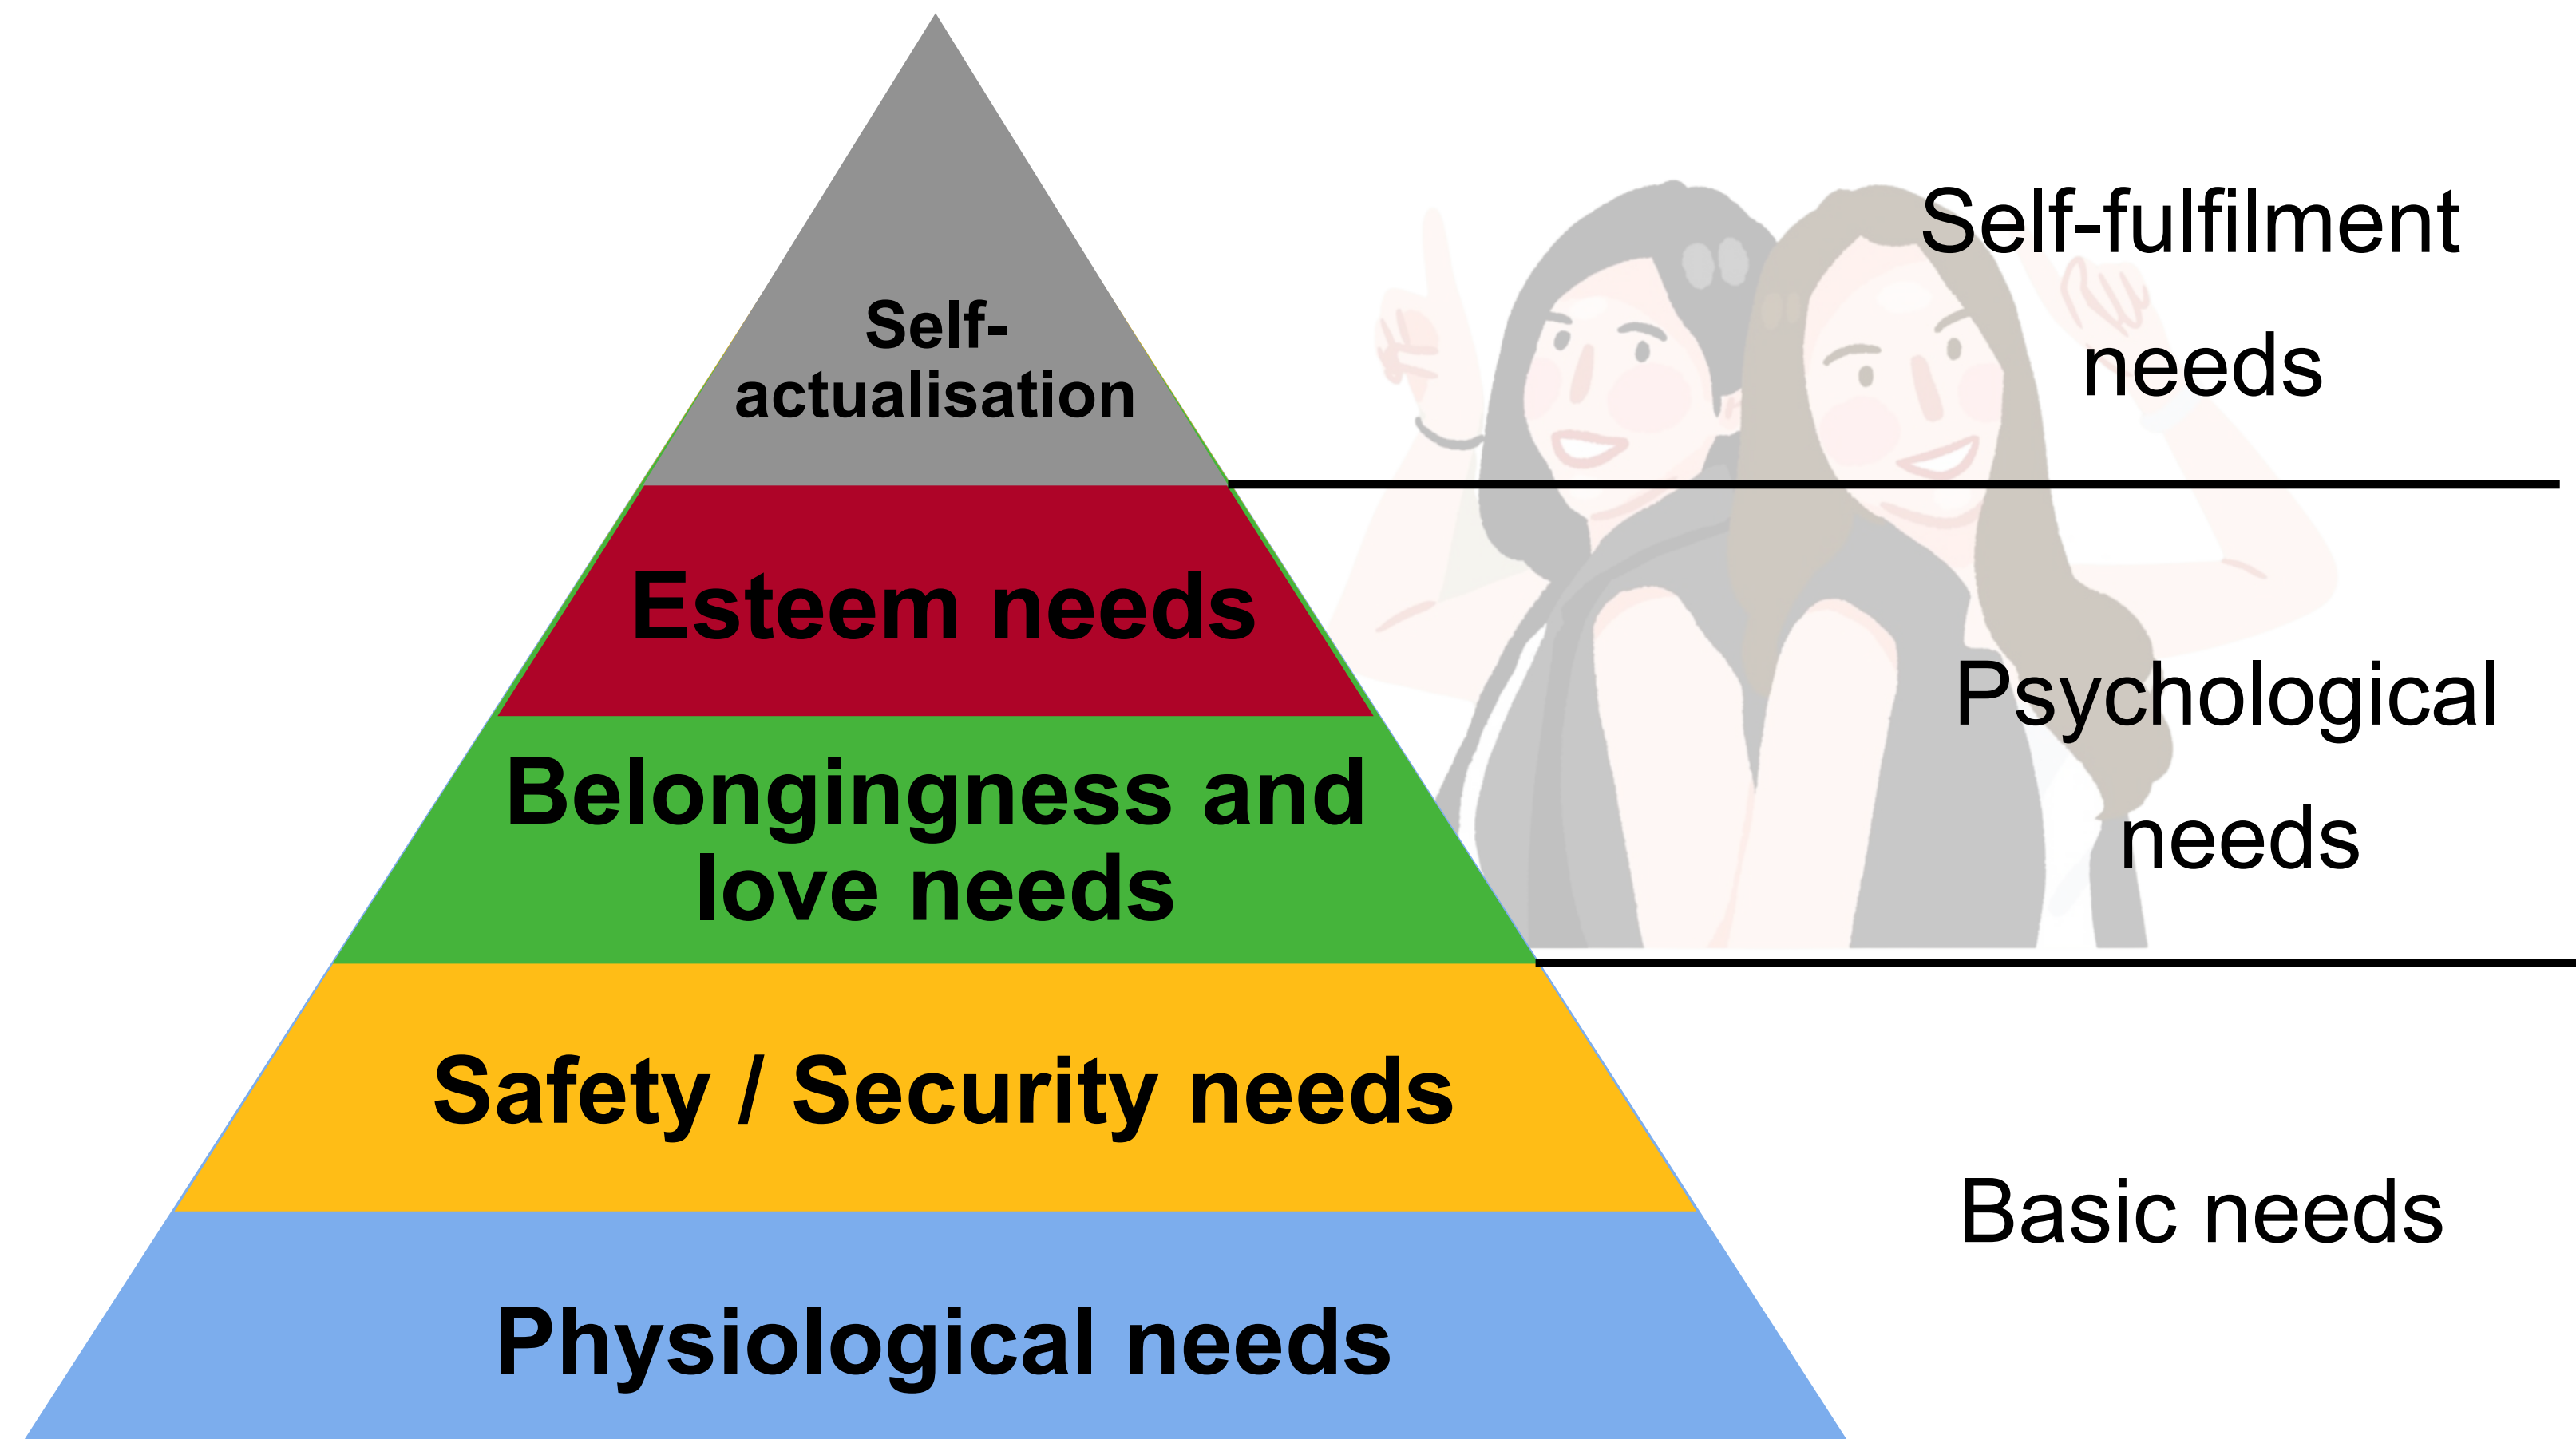 Self-fulfilment
needs
Self-
actualisation
Esteem needs
Psychological
needs
Belongingness and
love needs
Safety / Security needs
Basic needs
Physiological needs